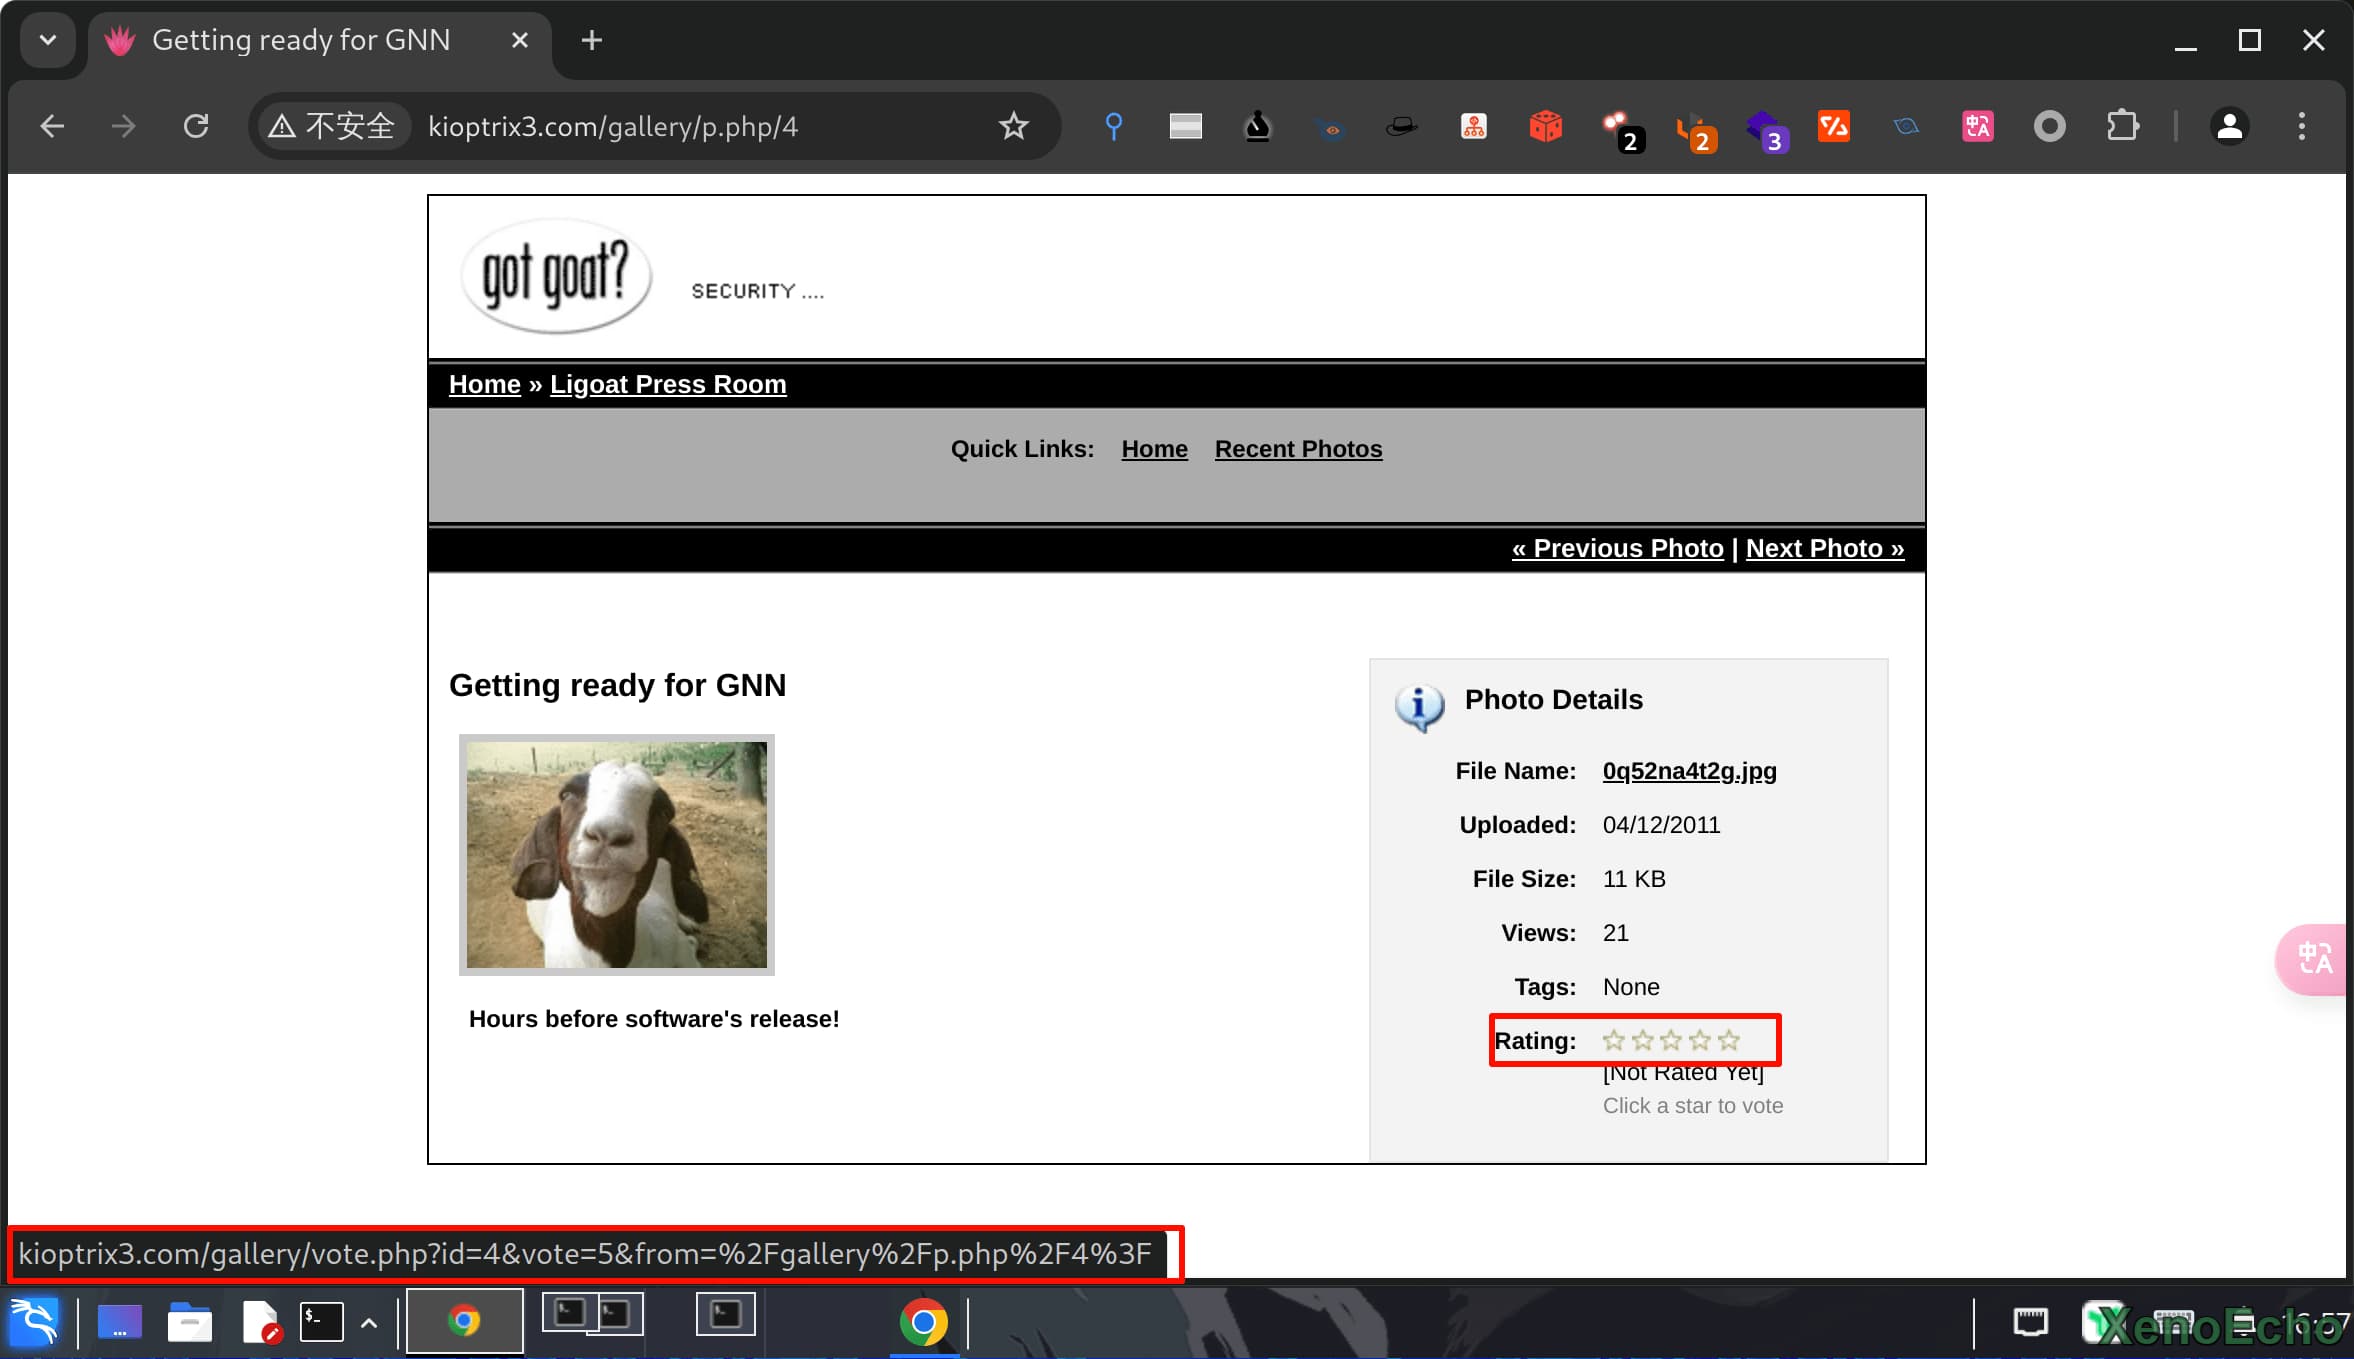 Getting ready for GNN
不安全 kioptrix3.com/gallery/p.php/4
2 2 3
中A
got goat?
SECURITY ....
Home » Ligoat Press Room
Quick Links: Home Recent Photos
« Previous Photo | Next Photo »
Getting ready for GNN
Hours before software's release!
Photo Details
File Name: 0q52na4t2g.jpg
Uploaded: 04/12/2011
File Size: 11 KB
Views: 21
Tags: None
Rating:
[Not Rated Yet]
Click a star to vote
中A
kioptrix3.com/gallery/vote.php?id=4&vote=5&from=%2Fgallery%2Fp.php%2F4%3F
XenoEcho